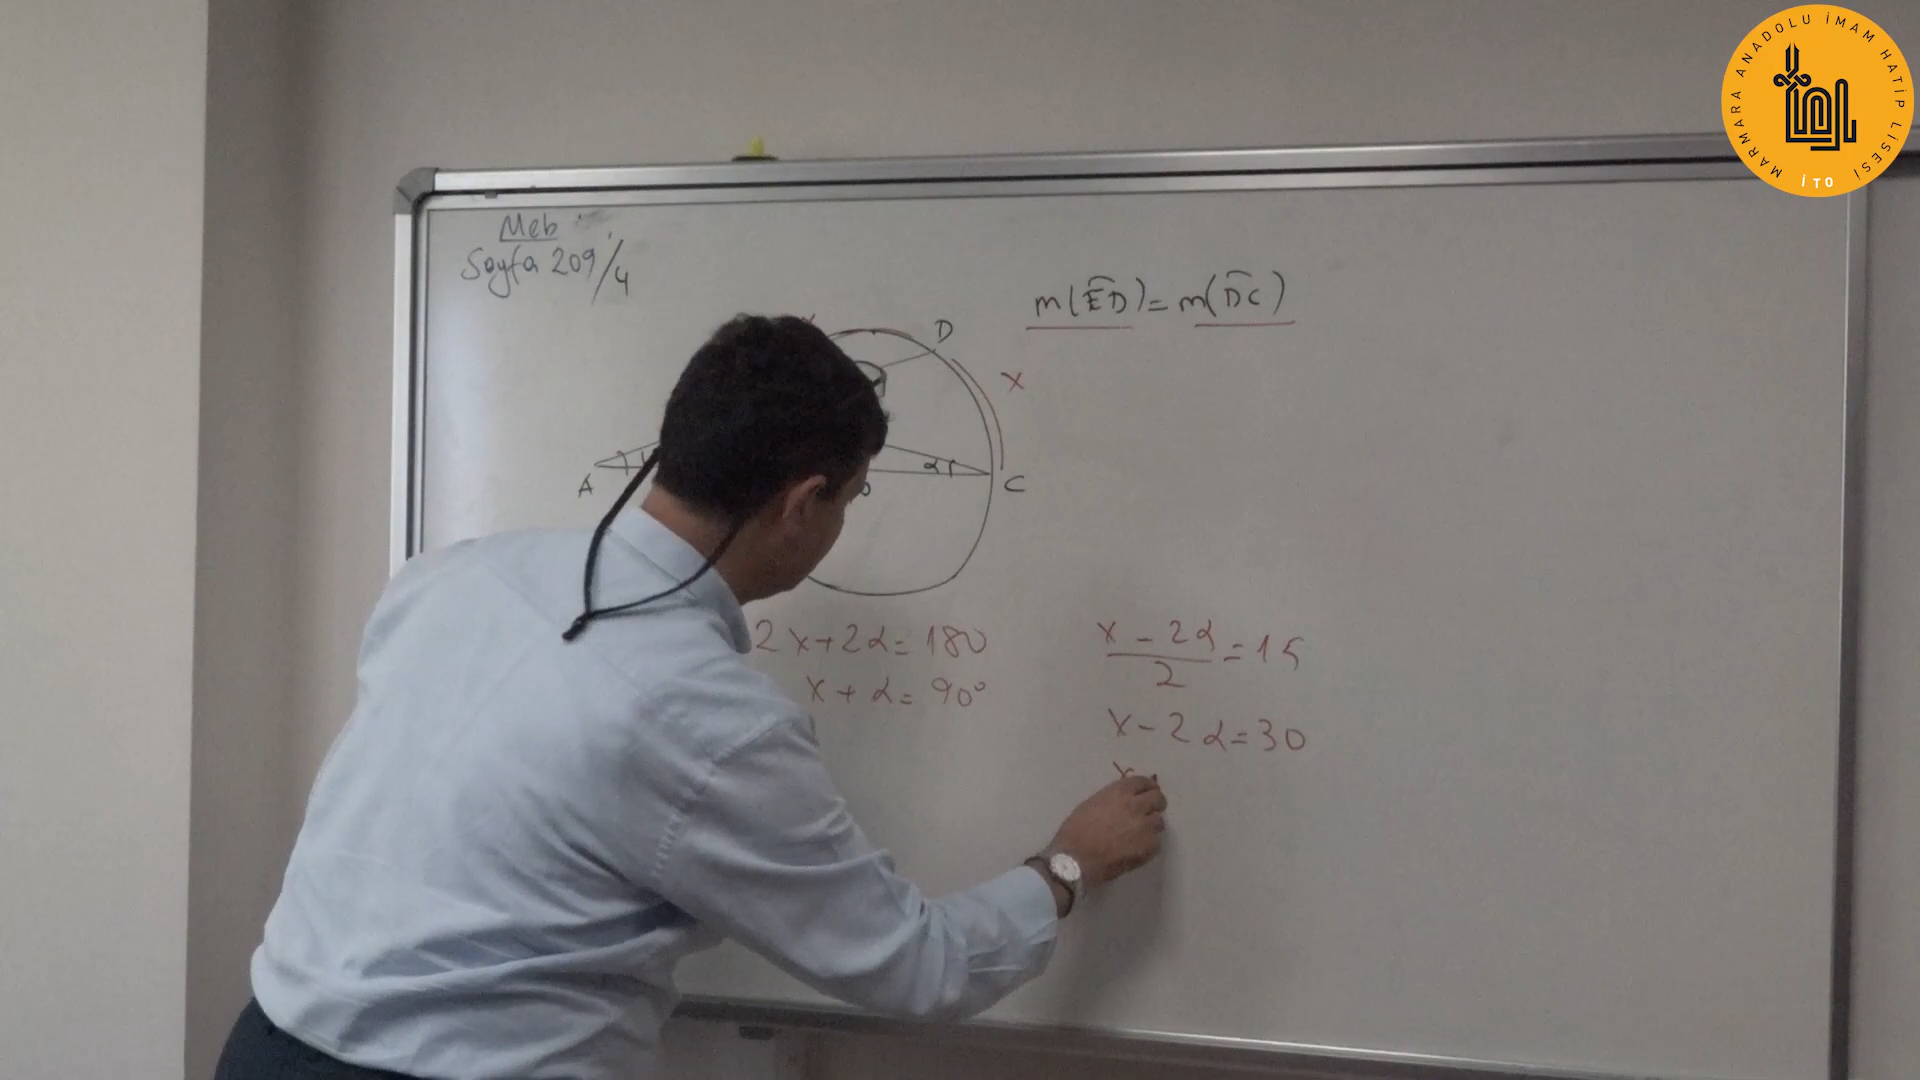 MARMARA ANADOLU İMAM HATİP LİSESİ
İTO
Meb
Sayfa 209/4
m(ED)=m(DC)
x
D
x
A
α
C
2x+2α=180
x+α=90°
x-2α/2=15
x-2α=30
x